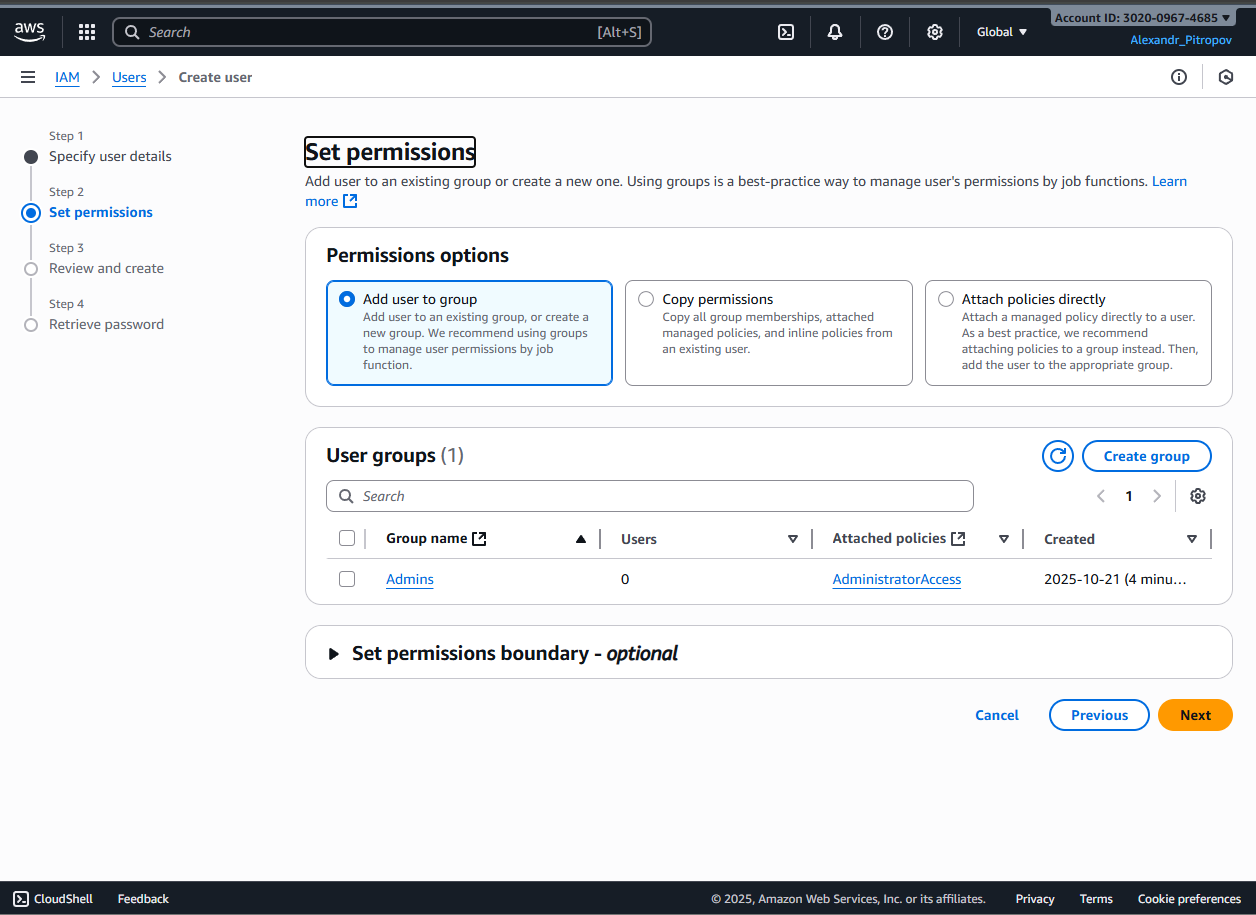 aws
Search [Alt+S]
Global
Account ID: 3020-0967-4685
Alexandr_Pitropov
IAM Users Create user
Step 1
Specify user details
Step 2
Set permissions
Step 3
Review and create
Step 4
Retrieve password
Set permissions
Add user to an existing group or create a new one. Using groups is a best-practice way to manage user's permissions by job functions. Learn
more
Permissions options
Add user to group
Add user to an existing group, or create a
new group. We recommend using groups
to manage user permissions by job
function.
Copy permissions
Copy all group memberships, attached
managed policies, and inline policies from
an existing user.
Attach policies directly
Attach a managed policy directly to a user.
As a best practice, we recommend
attaching policies to a group instead. Then,
add the user to the appropriate group.
User groups (1)
Create group
Search
1
Group name Users Attached policies Created
Admins 0 AdministratorAccess 2025-10-21 (4 minu...
Set permissions boundary - optional
Cancel Previous Next
CloudShell Feedback © 2025, Amazon Web Services, Inc. or its affiliates. Privacy Terms Cookie preferences